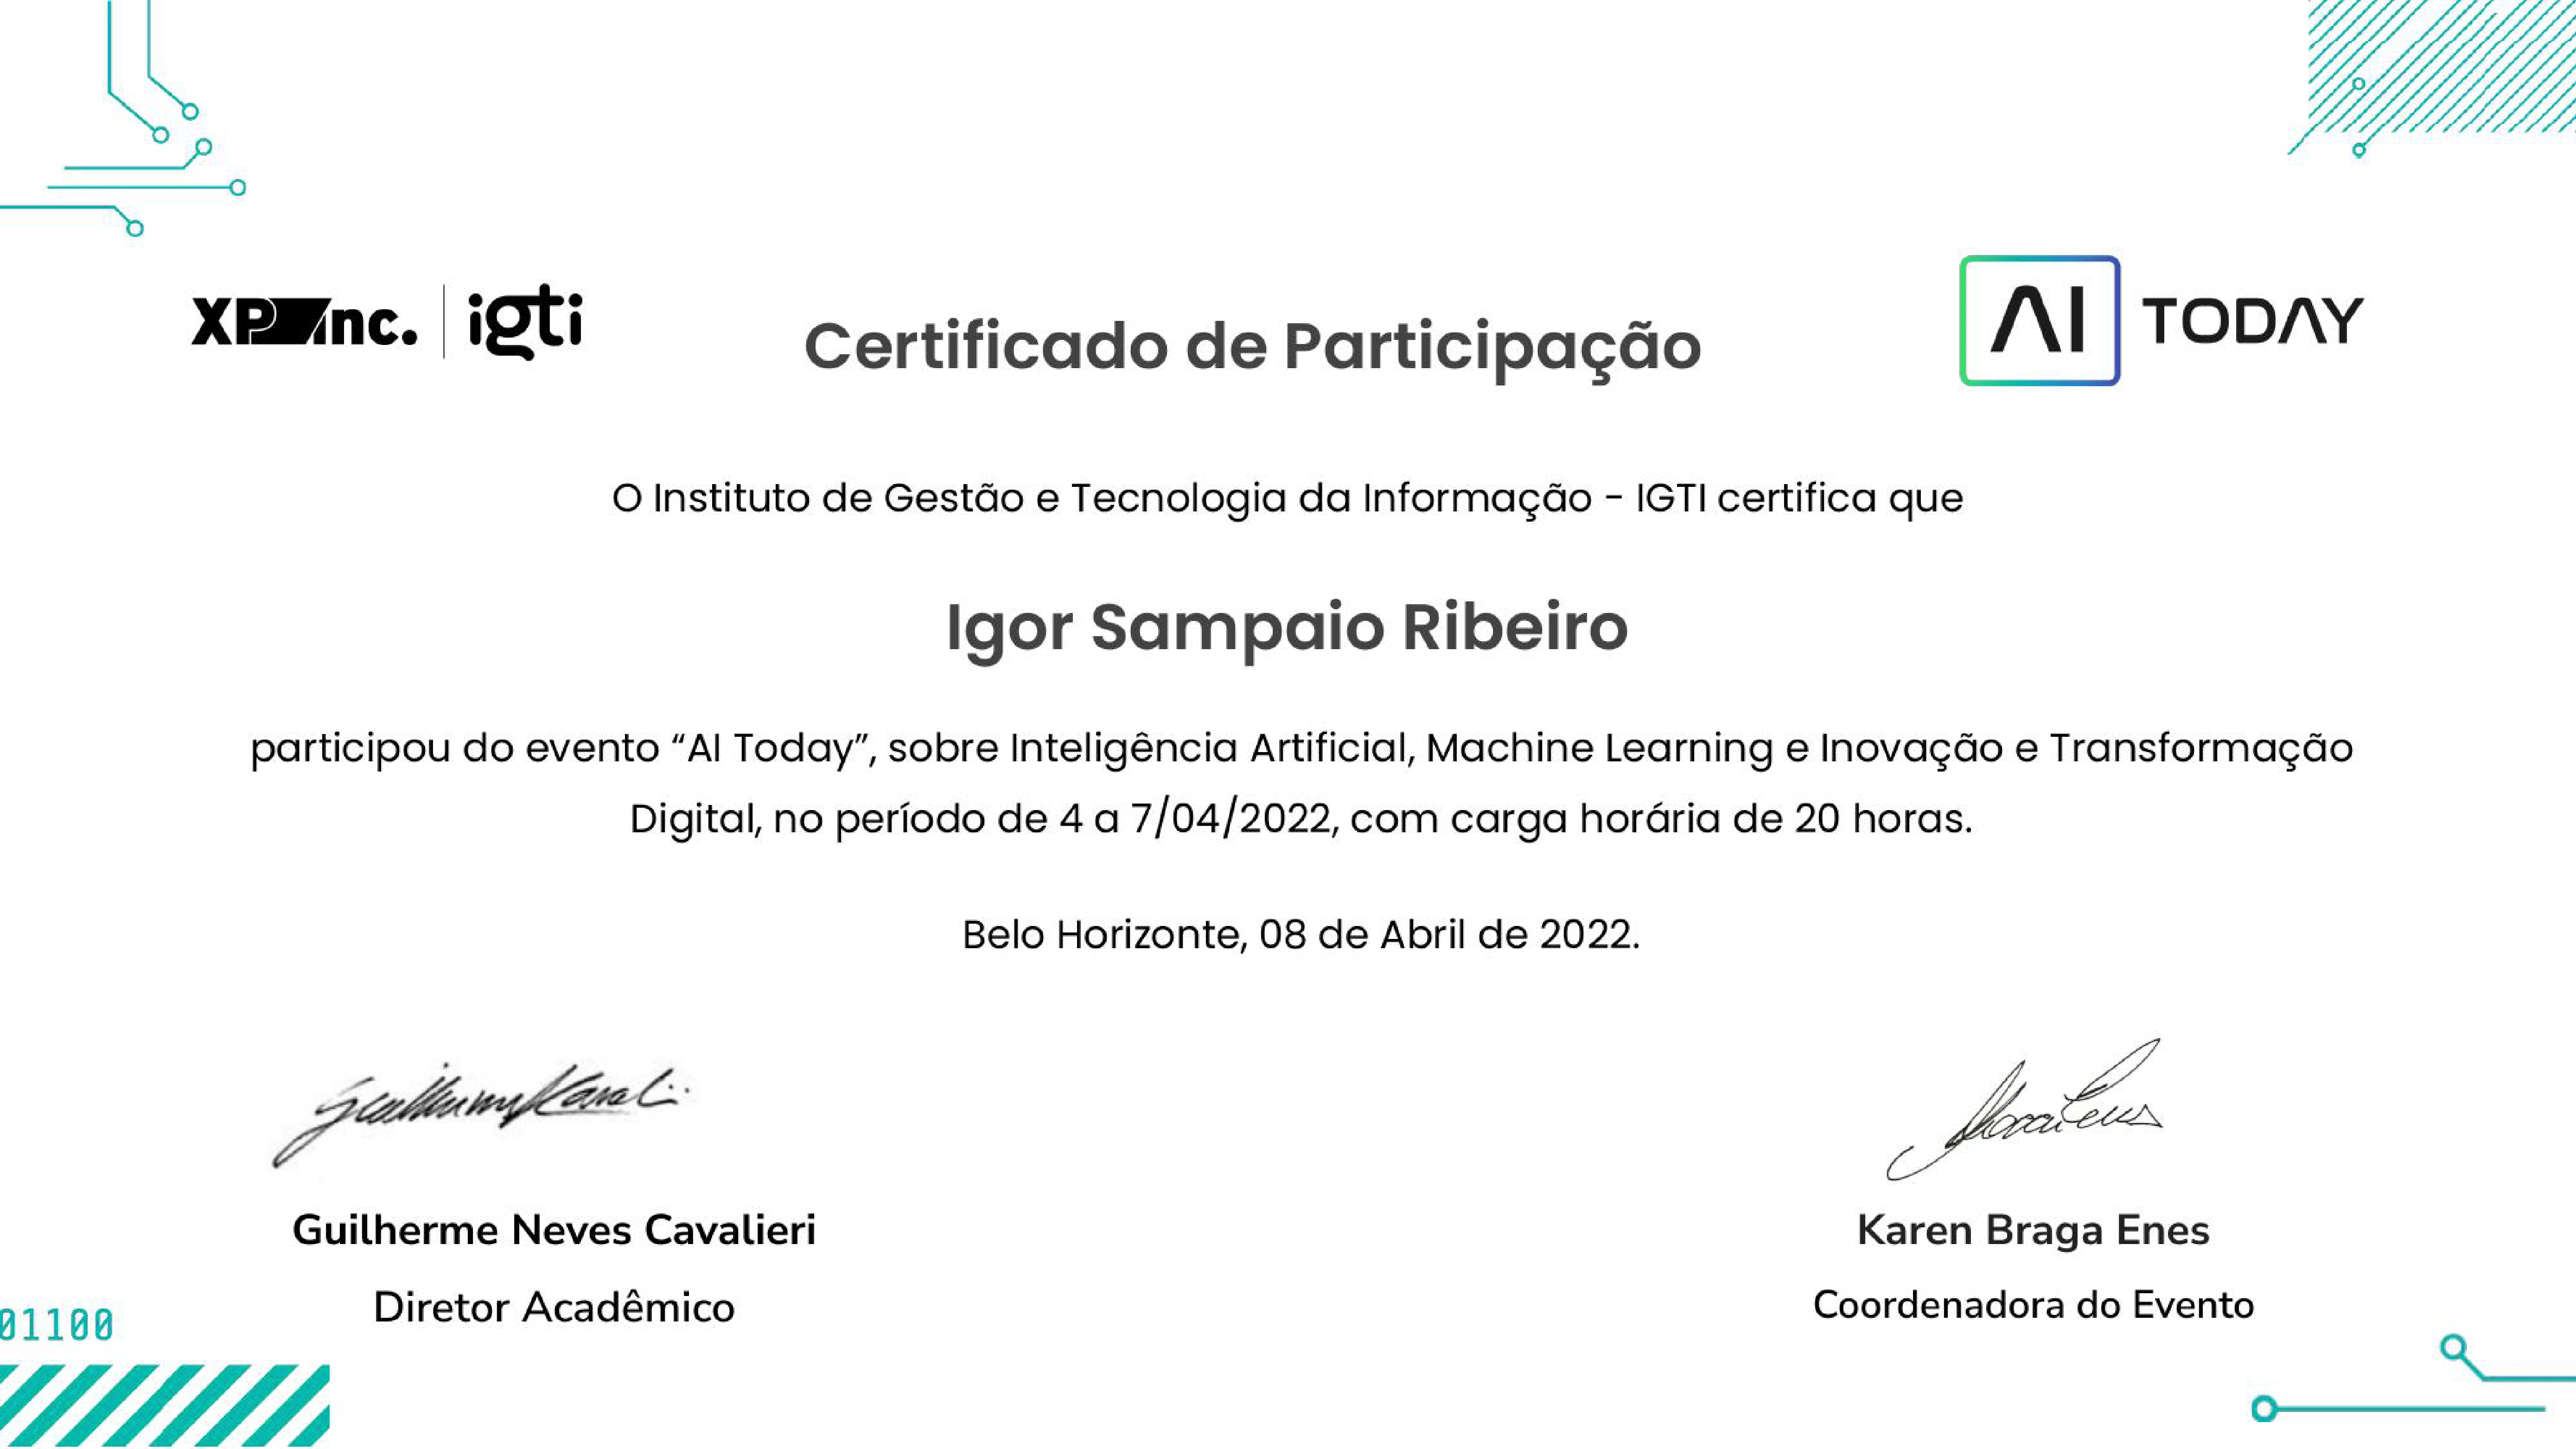 XP inc. | igti
Certificado de Participação
AI TODAY
O Instituto de Gestão e Tecnologia da Informação - IGTI certifica que
Igor Sampaio Ribeiro
participou do evento “AI Today”, sobre Inteligência Artificial, Machine Learning e Inovação e Transformação
Digital, no período de 4 a 7/04/2022, com carga horária de 20 horas.
Belo Horizonte, 08 de Abril de 2022.
Guilherme Neves Cavalieri
Karen Braga Enes
Diretor Acadêmico
Coordenadora do Evento
01100